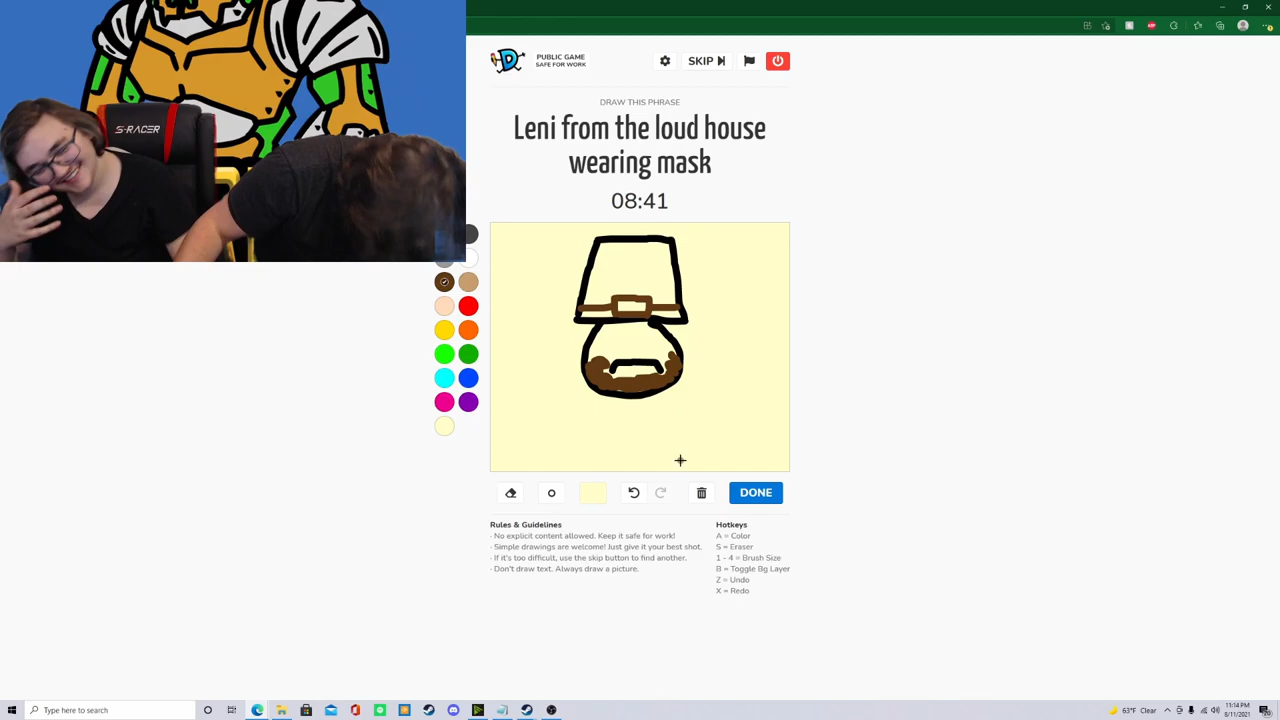 S-RACER
PUBLIC GAME
SAFE FOR WORK
SKIP
DRAW THIS PHRASE
Leni from the loud house
wearing mask
08:41
DONE
Rules & Guidelines
· No explicit content allowed. Keep it safe for work!
· Simple drawings are welcome! Just give it your best shot.
· If it's too difficult, use the skip button to find another.
· Don't draw text. Always draw a picture.
Hotkeys
A = Color
S = Eraser
1 - 4 = Brush Size
B = Toggle Bg Layer
Z = Undo
X = Redo
Type here to search
63°F Clear
11:14 PM
8/11/2021